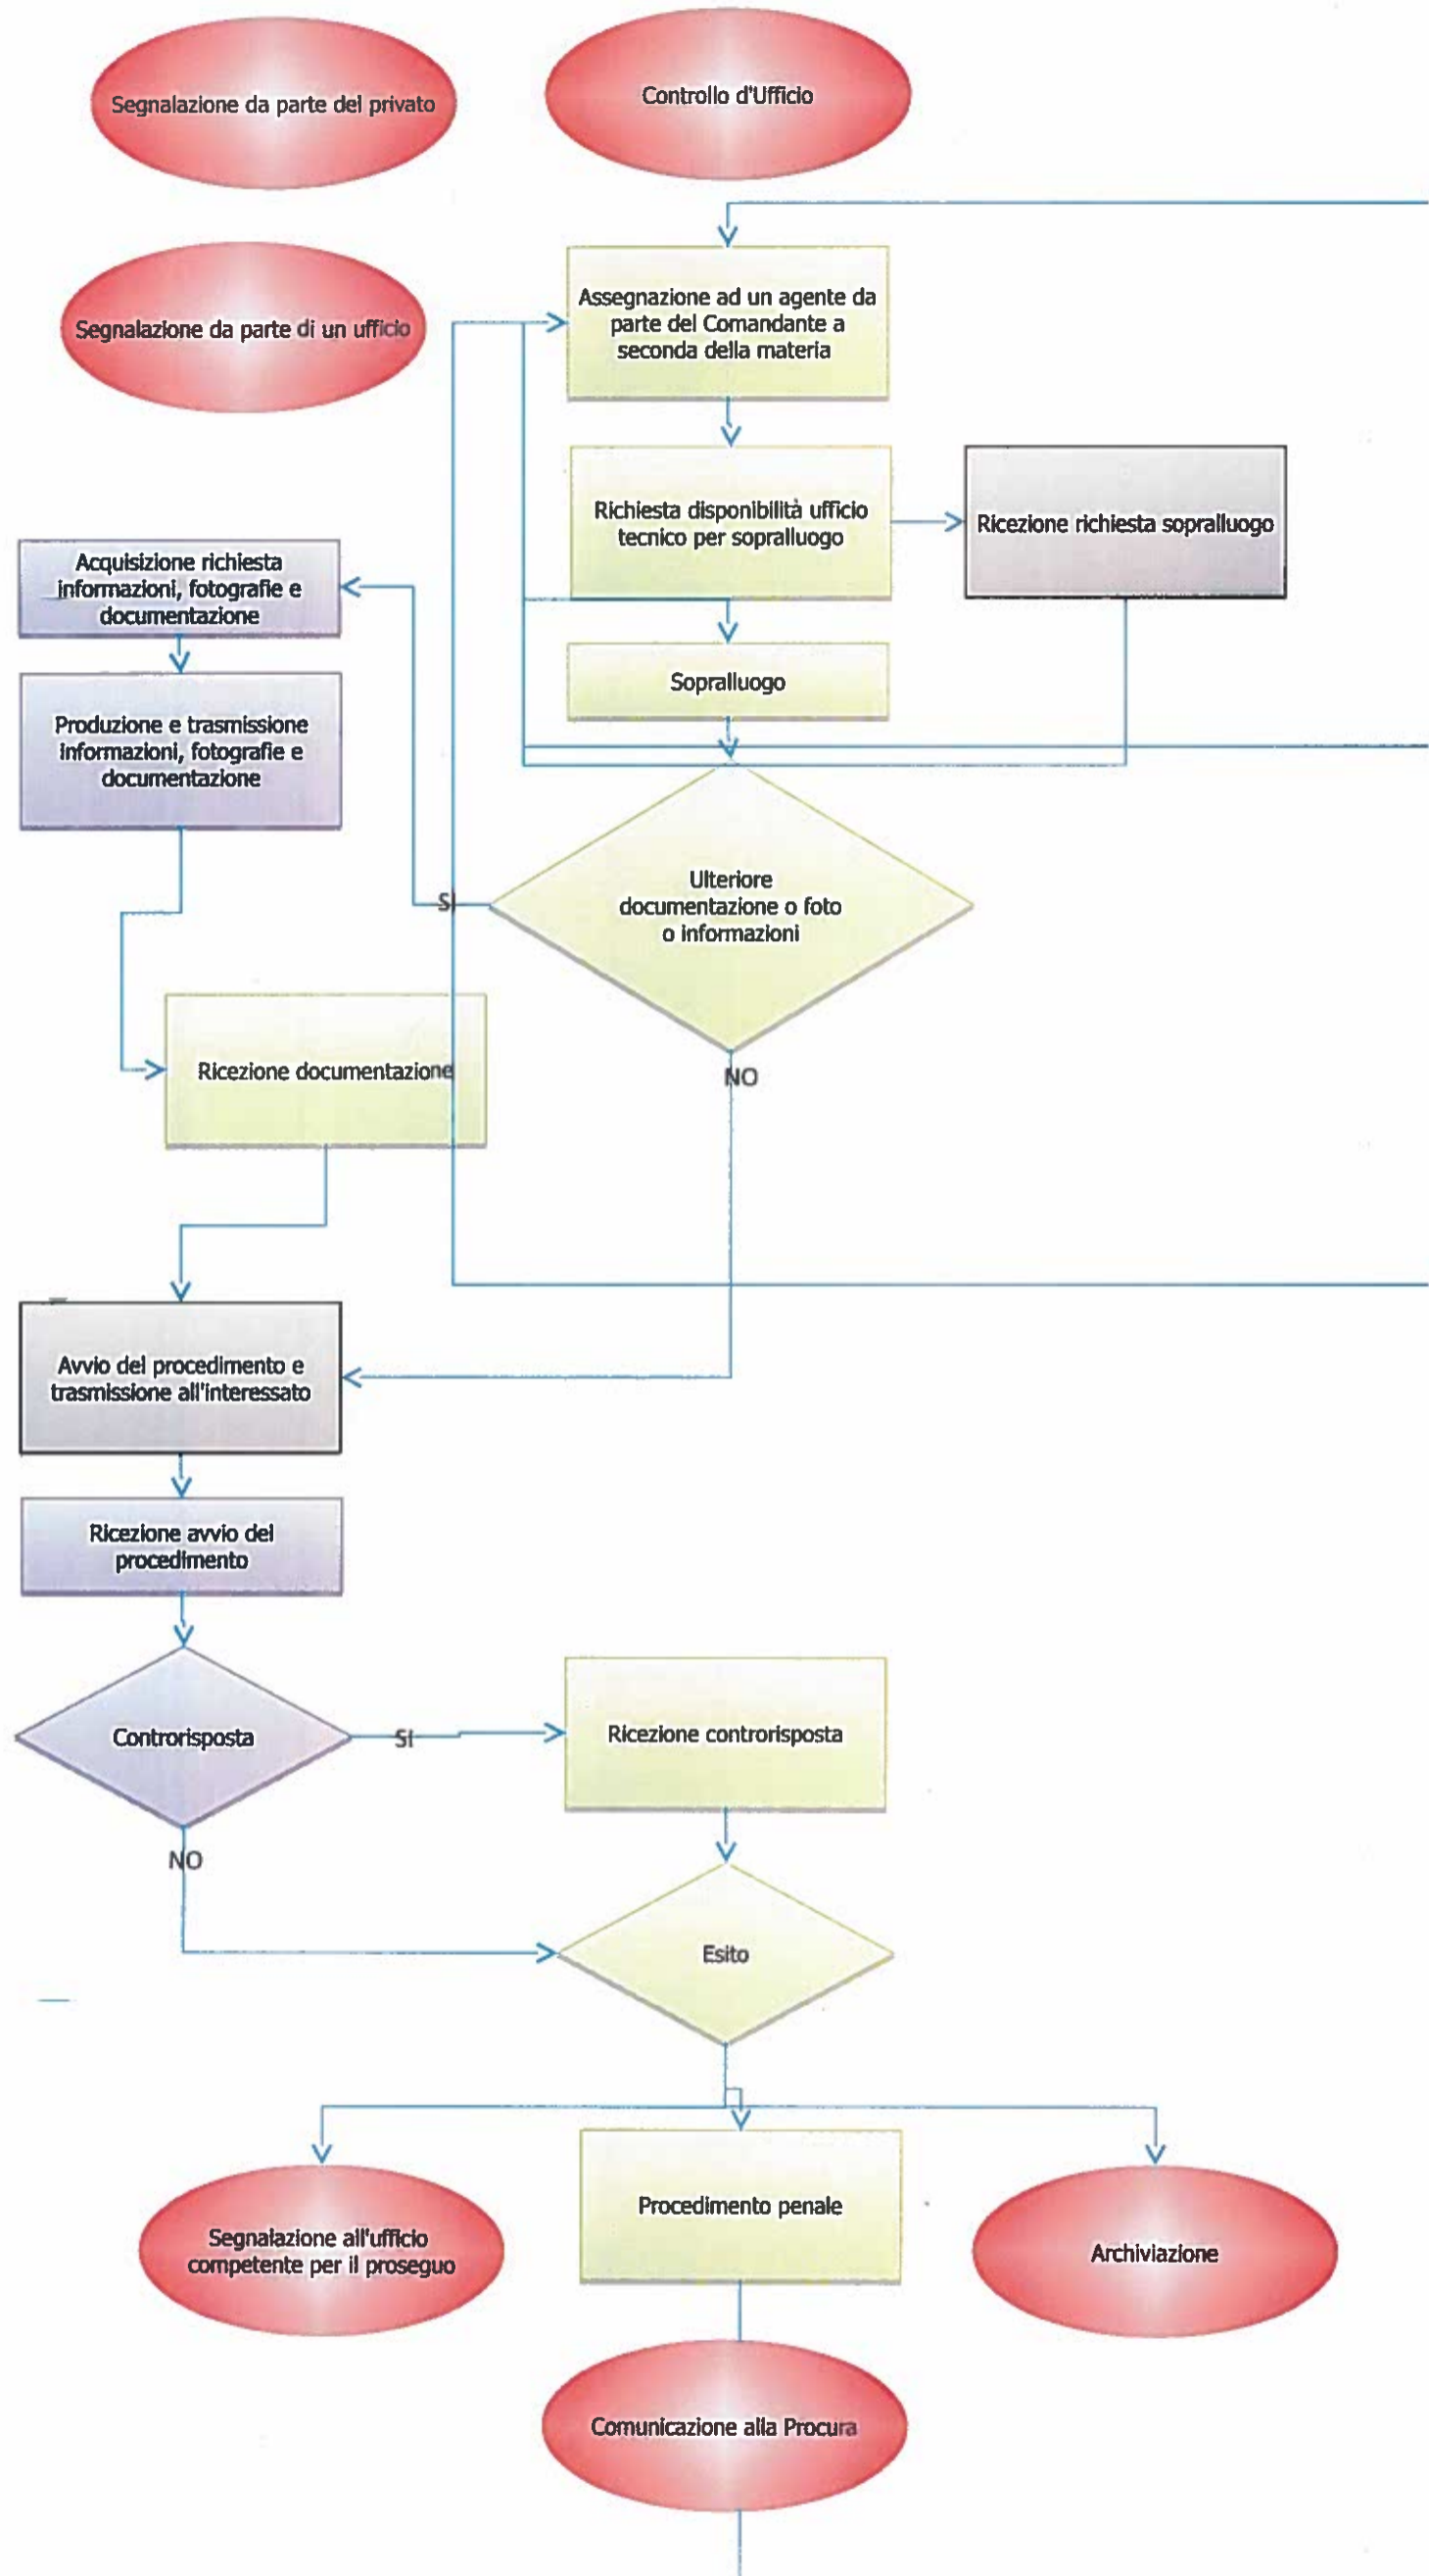 Segnalazione da parte del privato
Controllo d'Ufficio
Segnalazione da parte di un ufficio
Assegnazione ad un agente da
parte del Comandante a
seconda della materia
Richiesta disponibilità ufficio
tecnico per sopralluogo
Ricezione richiesta sopralluogo
Acquisizione richiesta
informazioni, fotografie e
documentazione
Sopralluogo
Produzione e trasmissione
informazioni, fotografie e
documentazione
Ulteriore
documentazione o foto
o informazioni
SI
Ricezione documentazione
NO
Avvio del procedimento e
trasmissione all'interessato
Ricezione avvio del
procedimento
Controrisposta
SI
Ricezione controrisposta
NO
Esito
Segnalazione all'ufficio
competente per il proseguo
Procedimento penale
Archiviazione
Comunicazione alla Procura